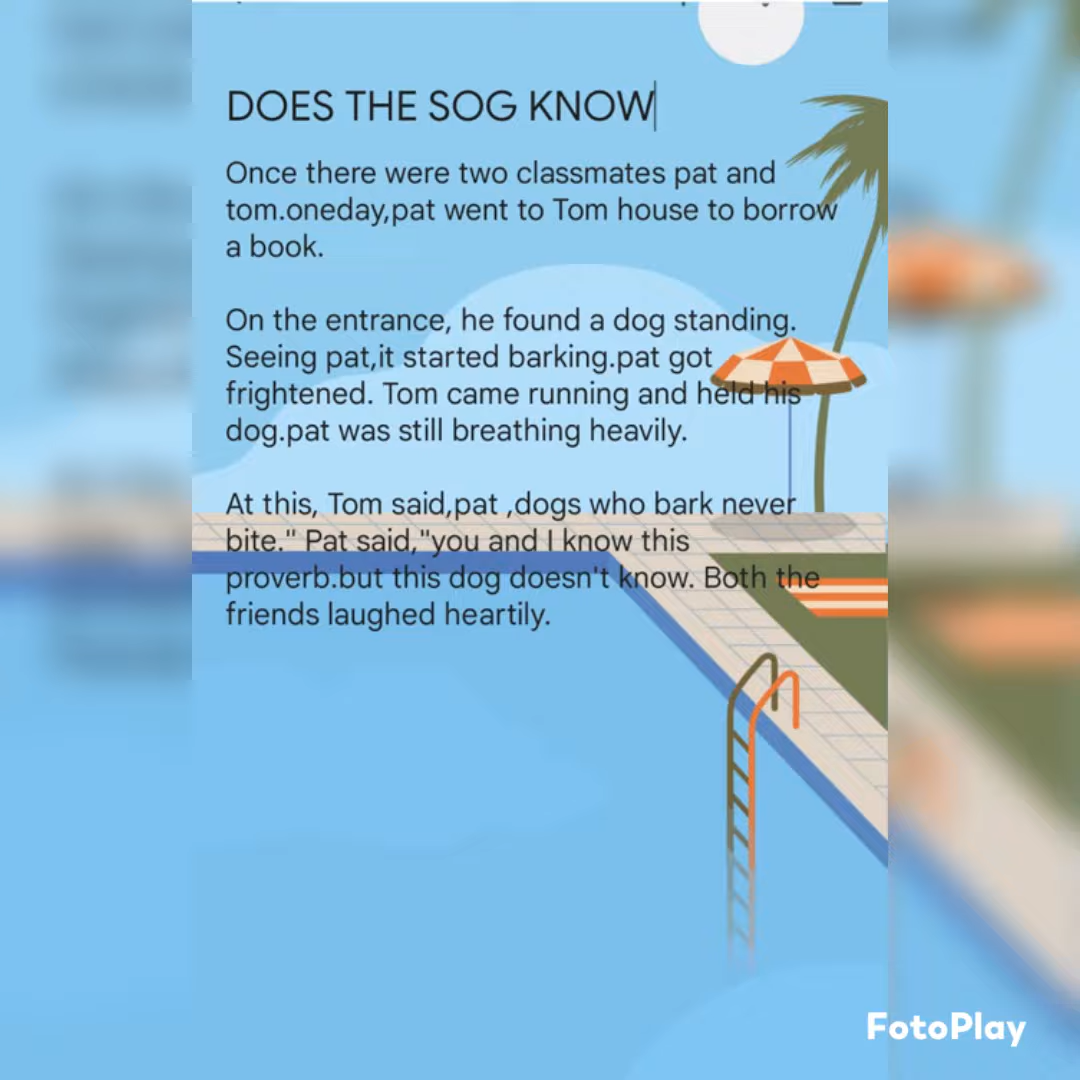 DOES THE SOG KNOW
Once there were two classmates pat and
tom.oneday,pat went to Tom house to borrow
a book.
On the entrance, he found a dog standing.
Seeing pat,it started barking.pat got
frightened. Tom came running and held his
dog.pat was still breathing heavily.
At this, Tom said,pat ,dogs who bark never
bite." Pat said,"you and I know this
proverb.but this dog doesn't know. Both the
friends laughed heartily.
FotoPlay